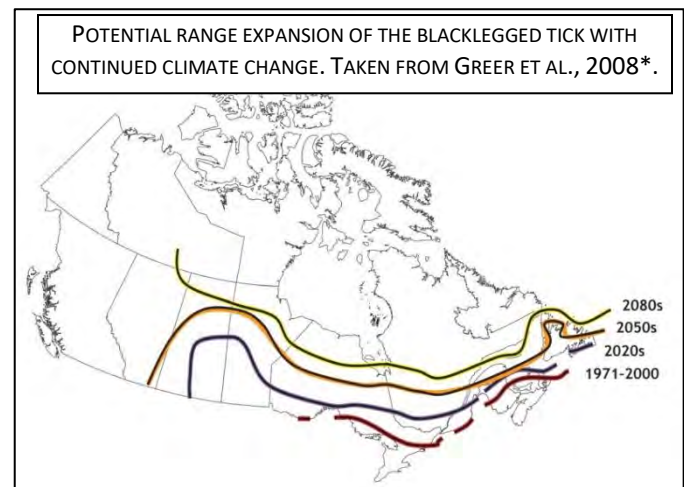 POTENTIAL RANGE EXPANSION OF THE BLACKLEGGED TICK WITH
CONTINUED CLIMATE CHANGE. TAKEN FROM GREER ET AL., 2008*.
2080s
2050s
2020s
1971-2000